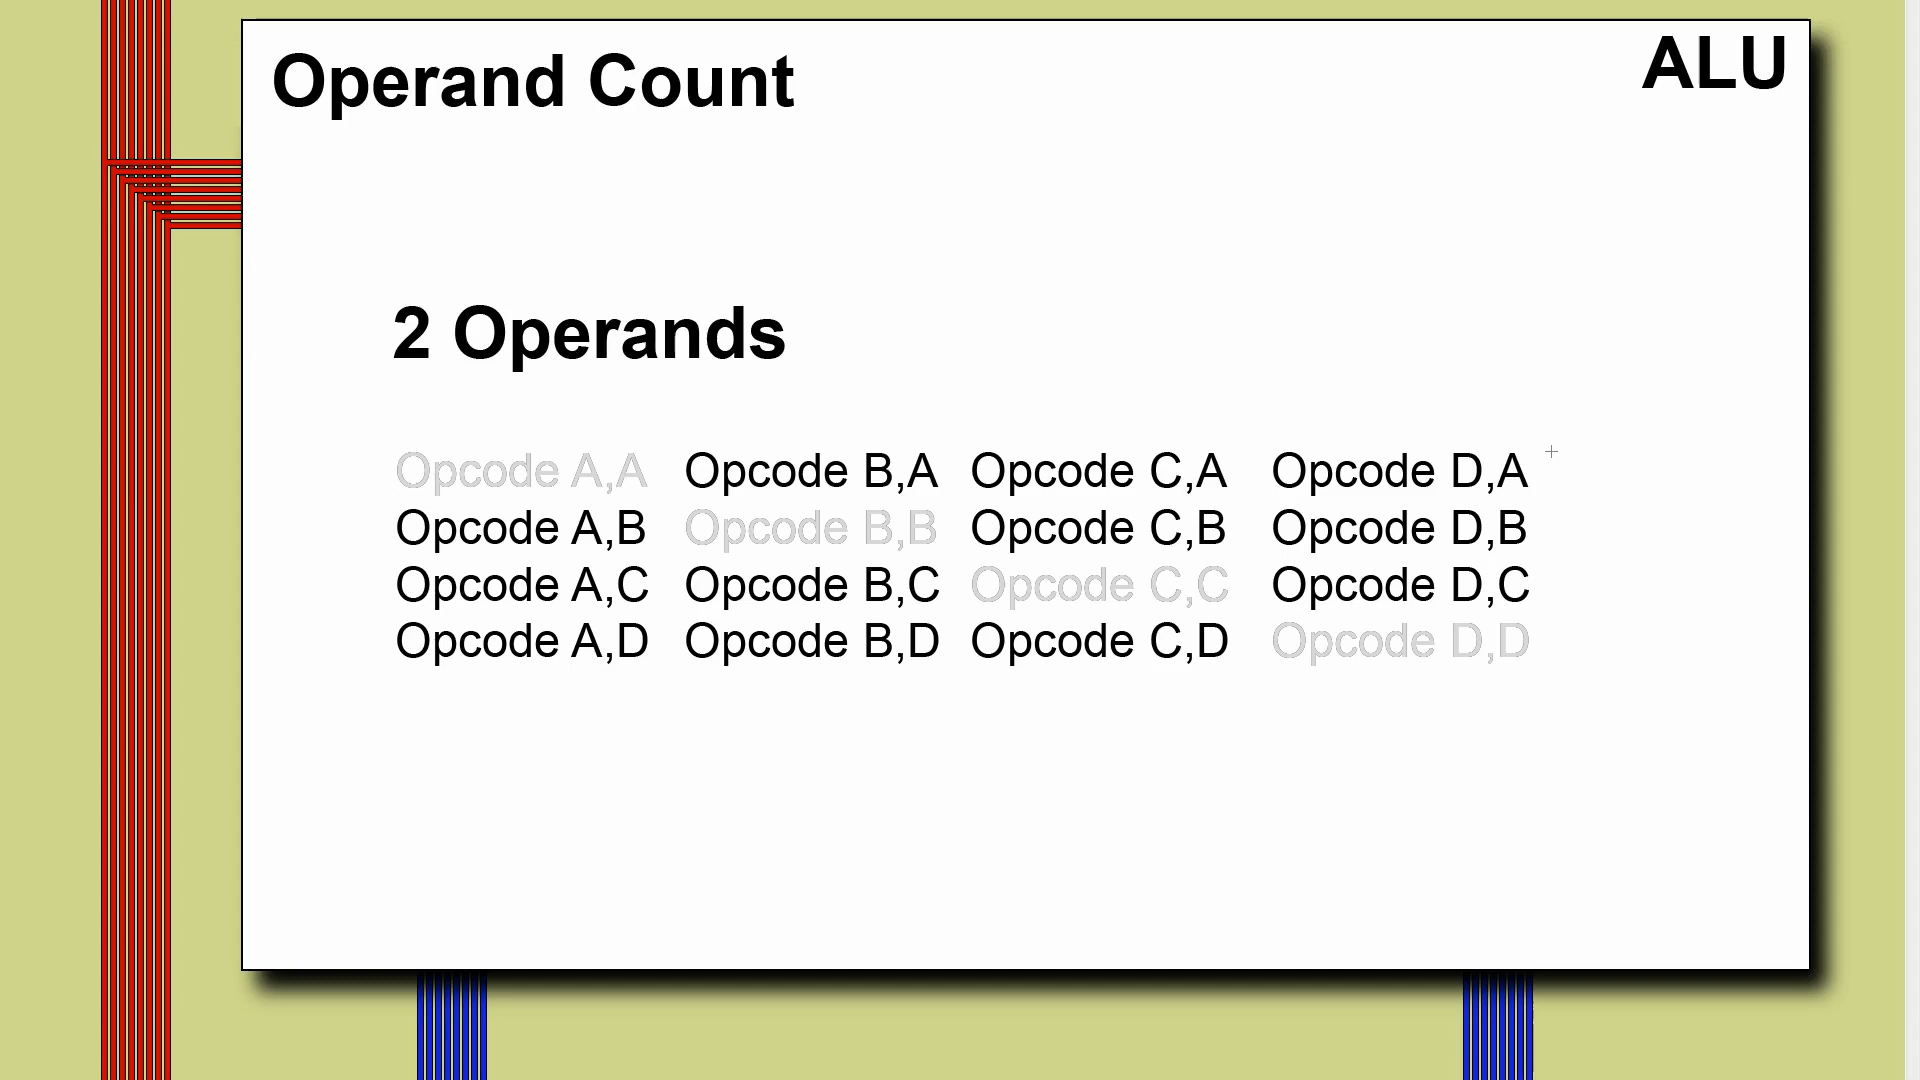 Operand Count
ALU
2 Operands
Opcode A,A Opcode B,A Opcode C,A Opcode D,A
Opcode A,B Opcode B,B Opcode C,B Opcode D,B
Opcode A,C Opcode B,C Opcode C,C Opcode D,C
Opcode A,D Opcode B,D Opcode C,D Opcode D,D